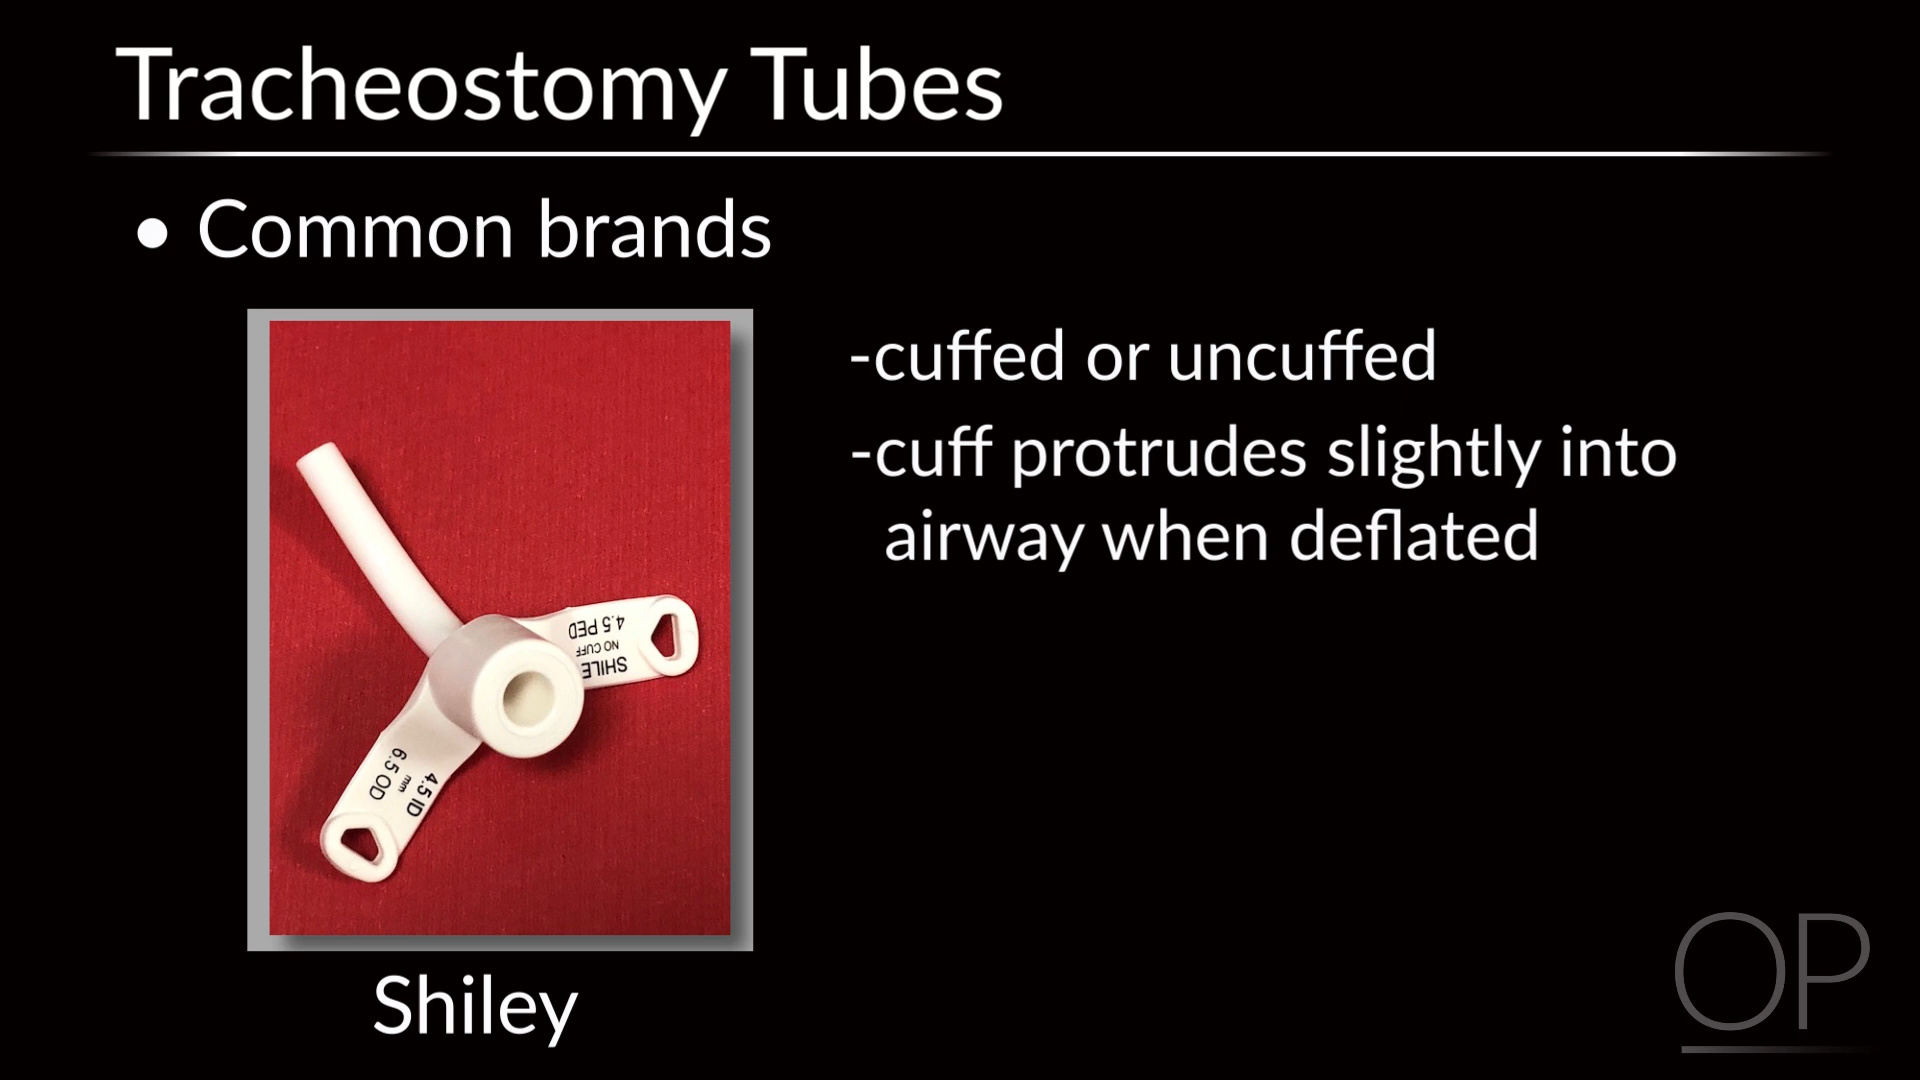 Tracheostomy Tubes
• Common brands
-cuffed or uncuffed
-cuff protrudes slightly into
airway when deflated
SHILE
NO CUFF
4.5 PED
4.5 ID
mm
6.5 OD
Shiley
OP